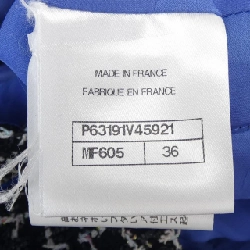 MADE IN FRANCE
FABRIQUE EN FRANCE
P63191V45921
MF605 36